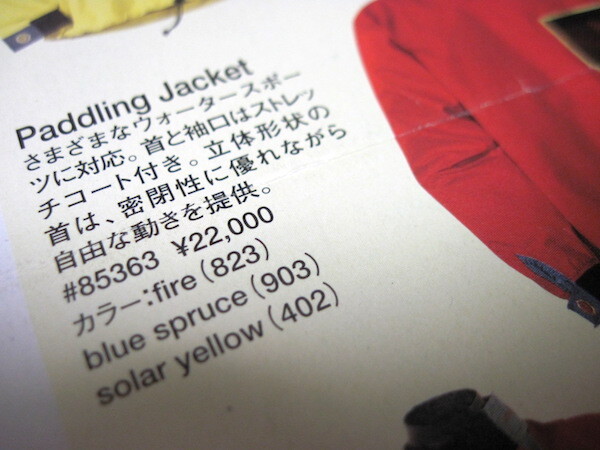 Paddling Jacket
さまざまなウォータースポー
ツに対応。首と袖口はストレッ
チコート付き。立体形状の
首は、密閉性に優れながら
自由な動きを提供。
#85363 ¥22,000
カラー:fire(823)
blue spruce(903)
solar yellow(402)